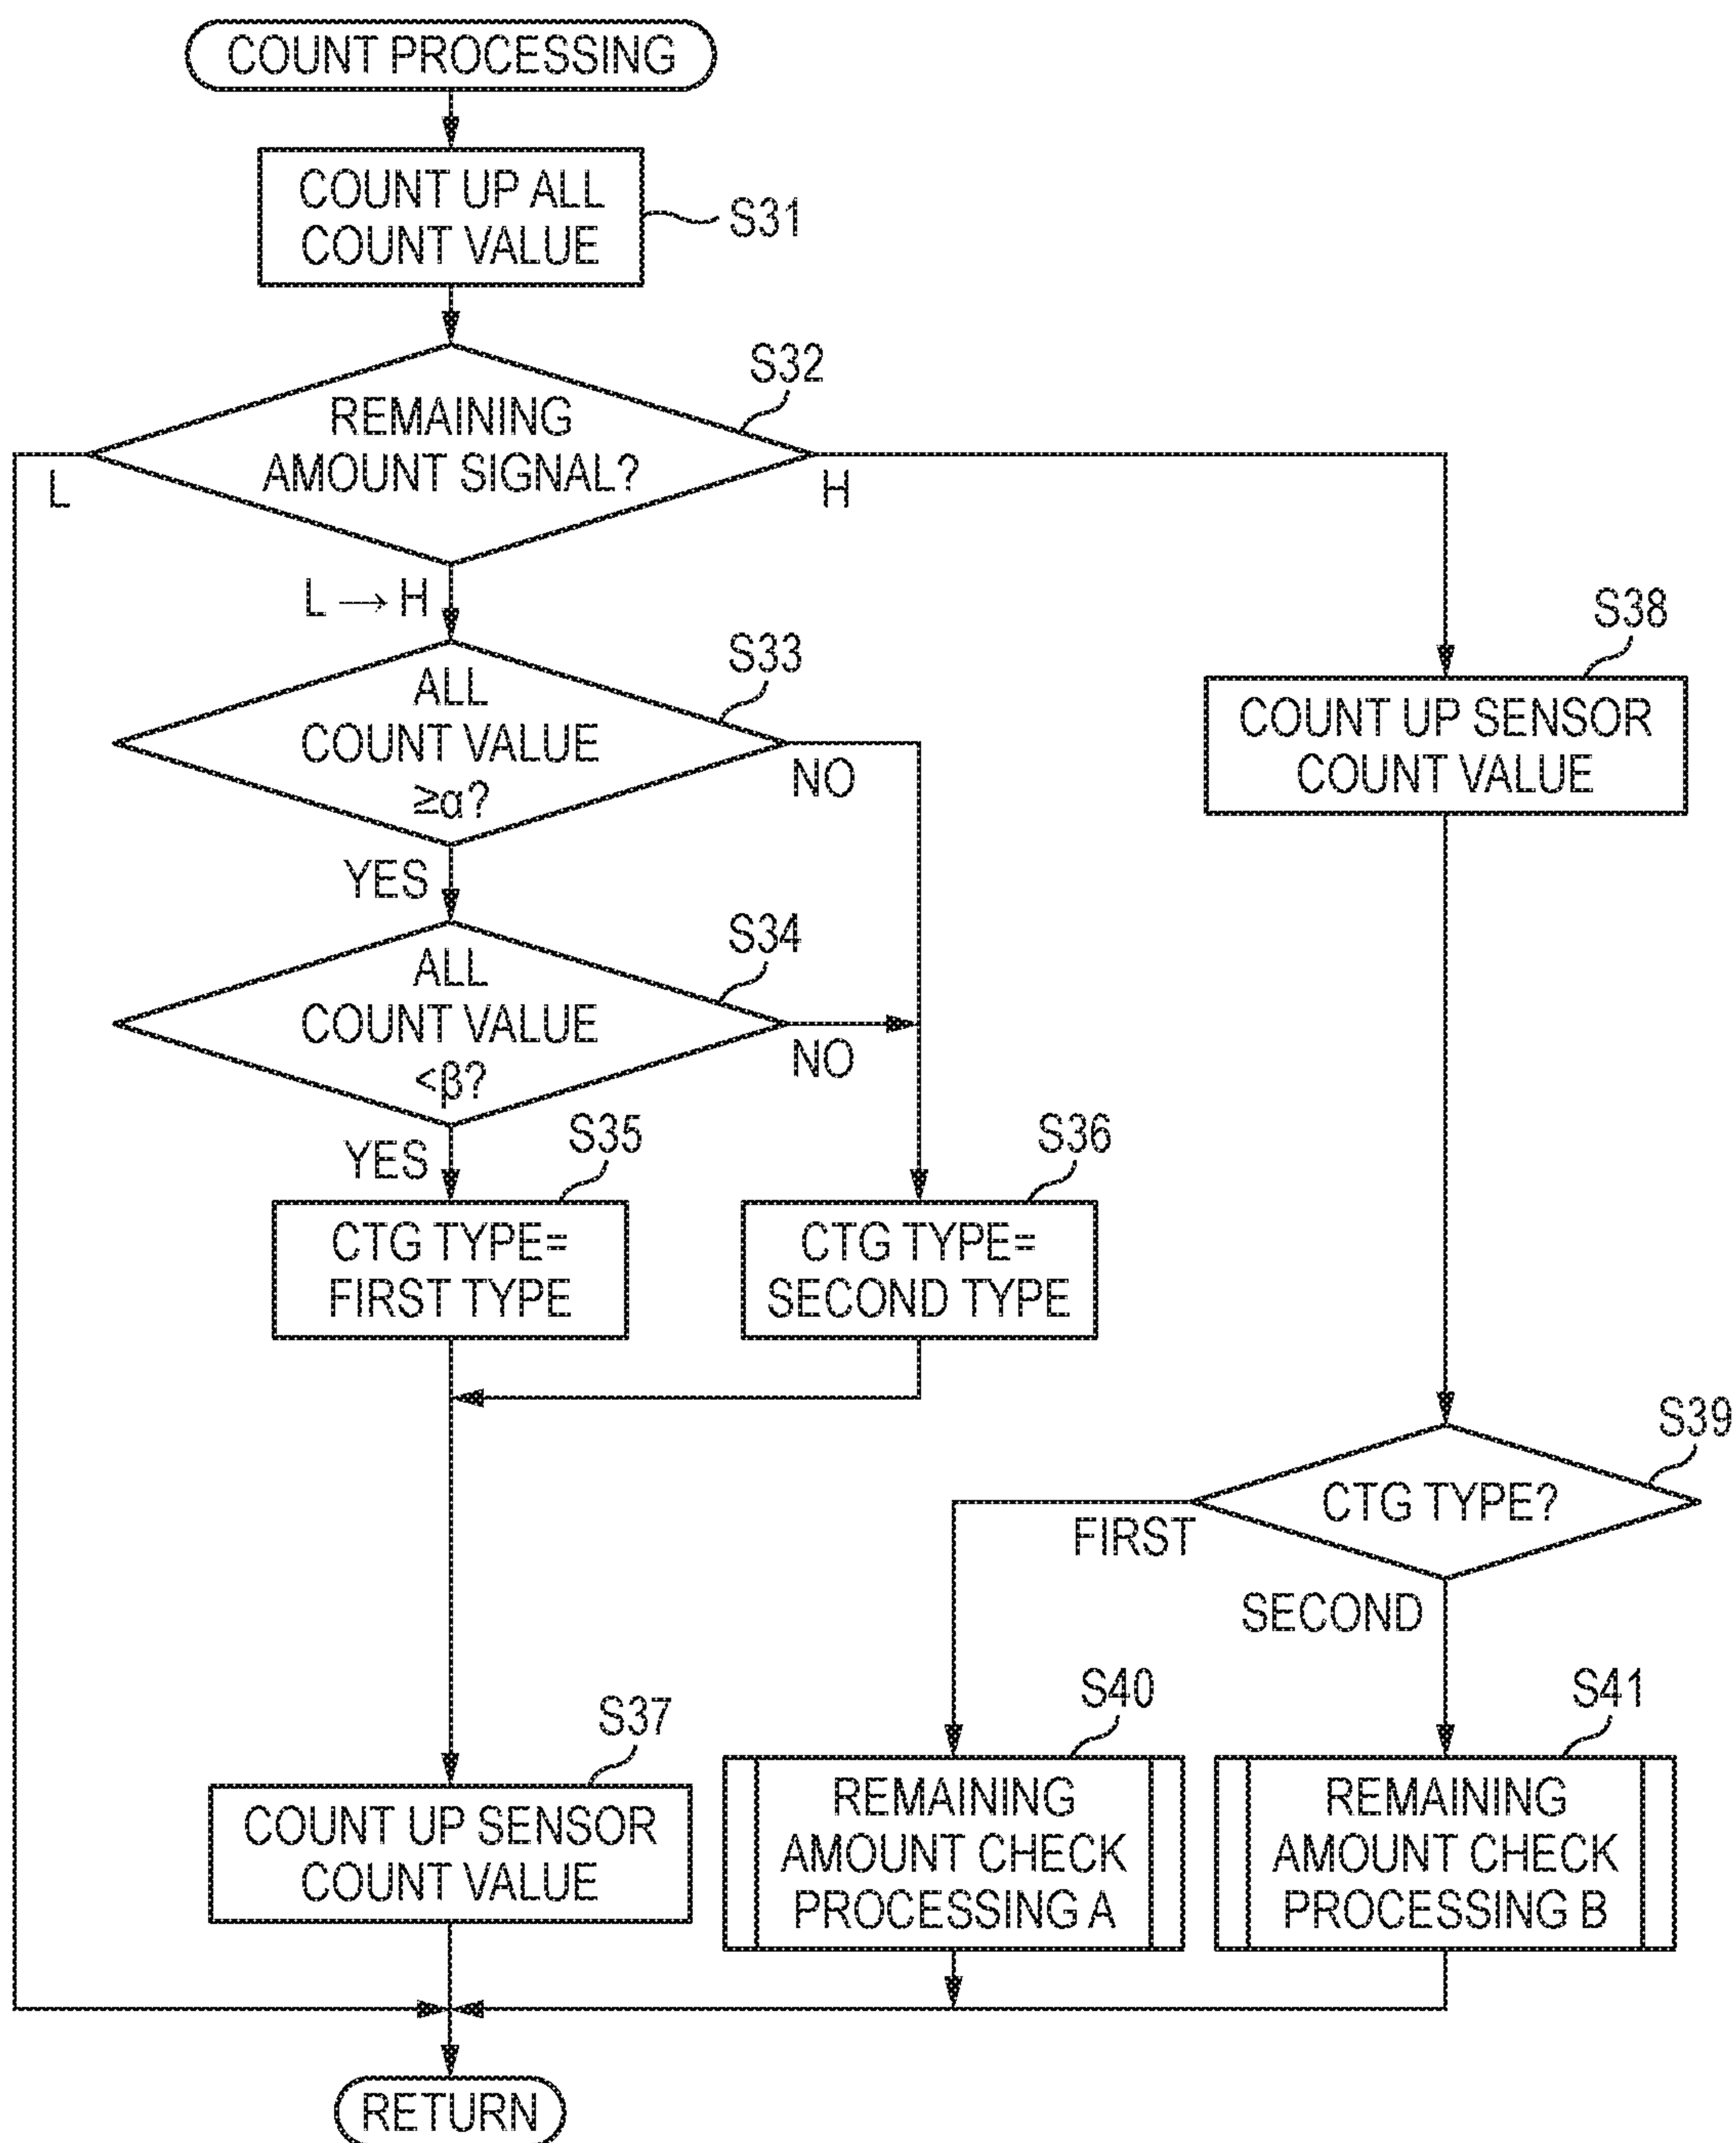 COUNT PROCESSING
COUNT UP ALL
COUNT VALUE
S31
S32
REMAINING
AMOUNT SIGNAL?
L
H
L → H
S33
ALL
COUNT VALUE
≥α?
NO
YES
S38
COUNT UP SENSOR
COUNT VALUE
S34
ALL
COUNT VALUE
<β?
NO
YES
S35
CTG TYPE=
FIRST TYPE
S36
CTG TYPE=
SECOND TYPE
S39
CTG TYPE?
FIRST
SECOND
S37
COUNT UP SENSOR
COUNT VALUE
S40
REMAINING
AMOUNT CHECK
PROCESSING A
S41
REMAINING
AMOUNT CHECK
PROCESSING B
RETURN